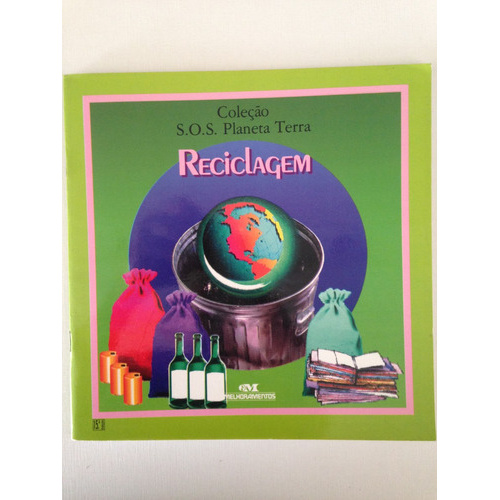 Coleção
S.O.S. Planeta Terra
RECICLAGEM
MELHORAMENTOS